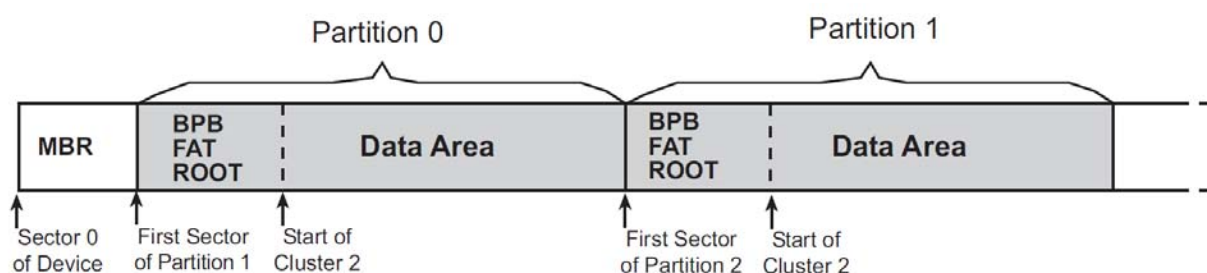 Partition 0
Partition 1
MBR
BPB
FAT
ROOT
Data Area
BPB
FAT
ROOT
Data Area
Sector 0
of Device
First Sector
of Partition 1
Start of
Cluster 2
First Sector
of Partition 2
Start of
Cluster 2